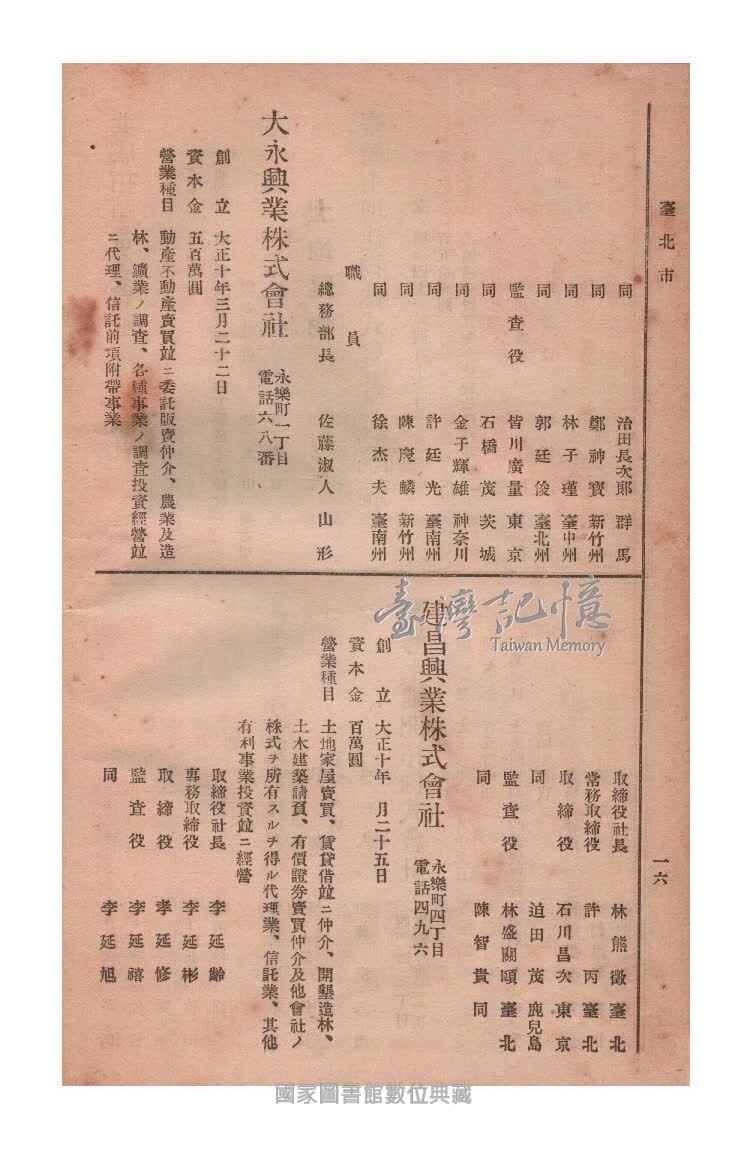 臺北市
一六
同 治田長次郞 群馬
同 鄭神寶 新竹州
同 林子瑾 臺中州
同 郭廷俊 臺北州
監査役 皆川廣量 東京
同 石橋茂 茨城
同 金子輝雄 神奈川
同 許廷光 臺南州
同 陳慶麟 新竹州
同 徐杰夫 臺南州
職員
總務部長 佐藤淑人 山形
大永興業株式會社 永樂町一丁目
電話六八番
創立 大正十年三月二十二日
資本金 五百萬圓
營業種目 動產不動產賣買竝ニ委託販賣仲介、農業及造
林、鑛業ノ調査、各種事業ノ調査投資經營竝
ニ代理、信託前項附帶事業
取締役社長 林熊徵 臺北
常務取締役 許丙 臺北
取締役 石川昌次 東京
同 迫田茂 鹿兒島
監査役 林盛關頌 臺北
同 陳智貴 同
建昌興業株式會社 永樂町四丁目
電話四九六
創立 大正十年 月二十五日
資本金 百萬圓
營業種目 土地家屋賣買、賃貸借竝ニ仲介、開墾造林、
土木建築請負、有價證券賣買仲介及他會社ノ
株式ヲ所有スルヲ得ル代理業、信託業、其他
有利事業投資竝ニ經營
取締役社長 李延齡
專務取締役 李延彬
取締役 李延修
監査役 李延禧
同 李延旭
臺灣記憶
Taiwan Memory
國家圖書館數位典藏